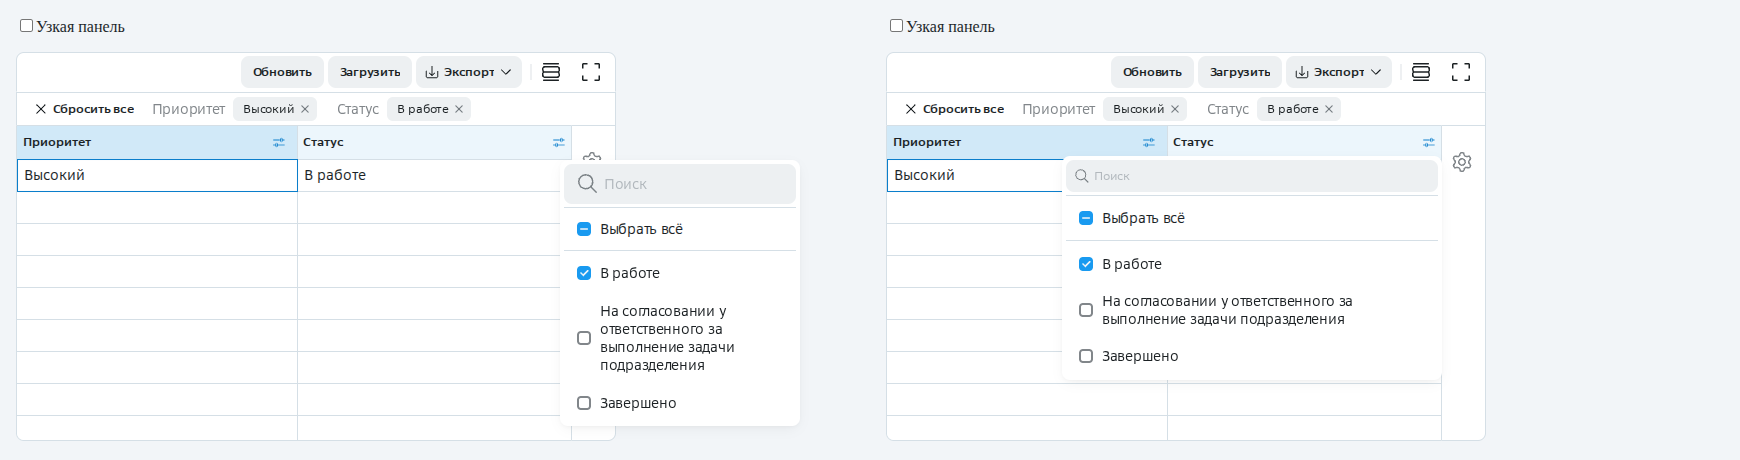 Узкая панель
Обновить Загрузить Экспорт
Сбросить все Приоритет Высокий Статус В работе
Приоритет Статус
Высокий В работе
Поиск
Выбрать всё
В работе
На согласовании у
ответственного за
выполнение задачи
подразделения
Завершено
Узкая панель
Обновить Загрузить Экспорт
Сбросить все Приоритет Высокий Статус В работе
Приоритет Статус
Высокий
Поиск
Выбрать всё
В работе
На согласовании у ответственного за
выполнение задачи подразделения
Завершено